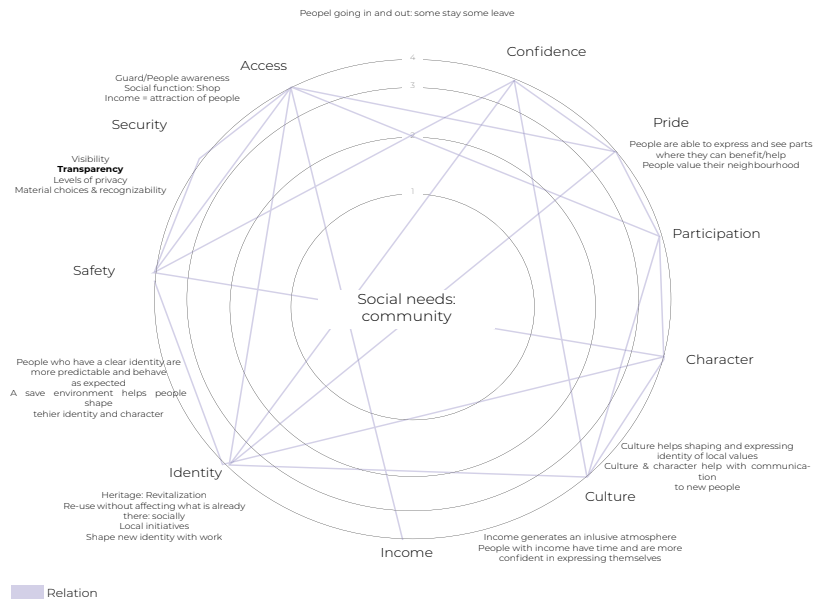 Peopel going in and out: some stay some leave
Confidence
4
Access
Guard/People awareness
Social function: Shop
Income = attraction of people
3
Security
Pride
2
People are able to express and see parts
where they can benefit/help
People value their neighbourhood
Visibility
Transparency
Levels of privacy
Material choices & recognizability
1
Participation
Safety
Social needs:
community
Character
People who have a clear identity are
more predictable and behave
as expected
A save environment helps people
shape
tehier identity and character
Culture helps shaping and expressing
identity of local values
Culture & character help with communica-
tion
to new people
Identity
Culture
Heritage: Revitalization
Re-use without affecting what is already
there: socially
Local initiatives
Shape new identity with work
Income
Income generates an inlusive atmosphere
People with income have time and are more
confident in expressing themselves
Relation